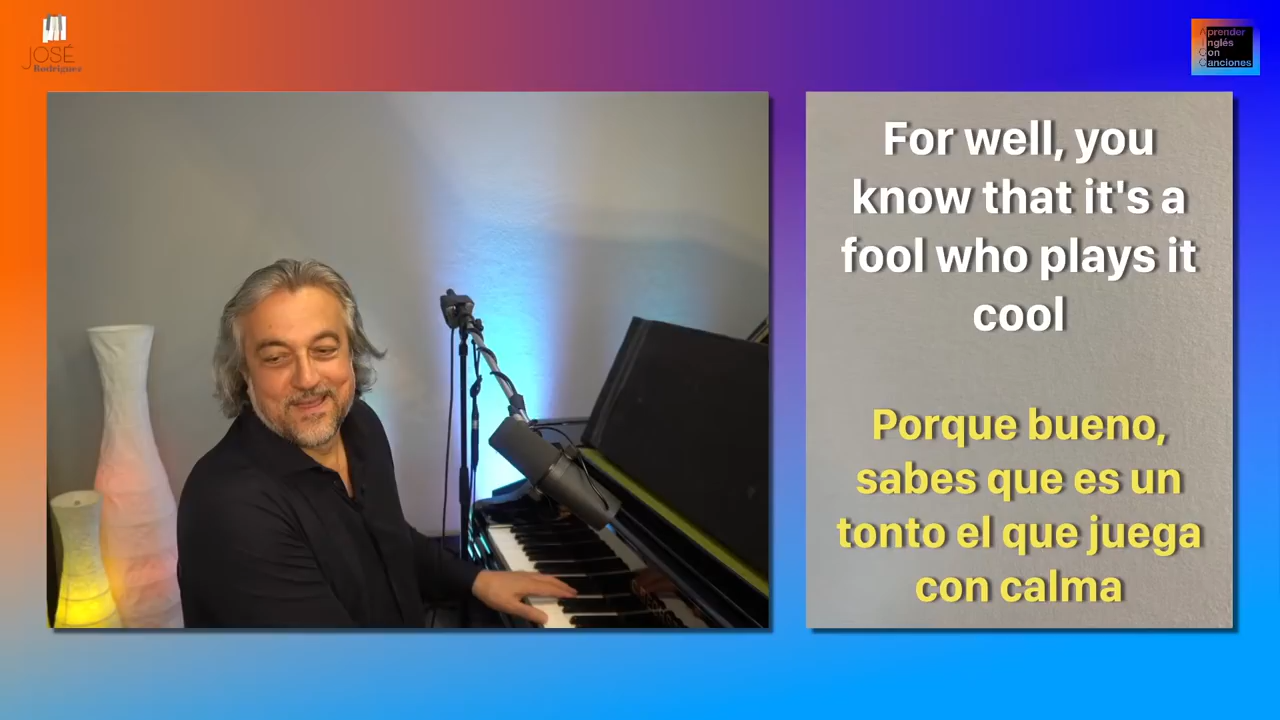 JOSÉ
Rodríguez
Aprender
Inglés
Con
Canciones
For well, you
know that it's a
fool who plays it
cool
Porque bueno,
sabes que es un
tonto el que juega
con calma